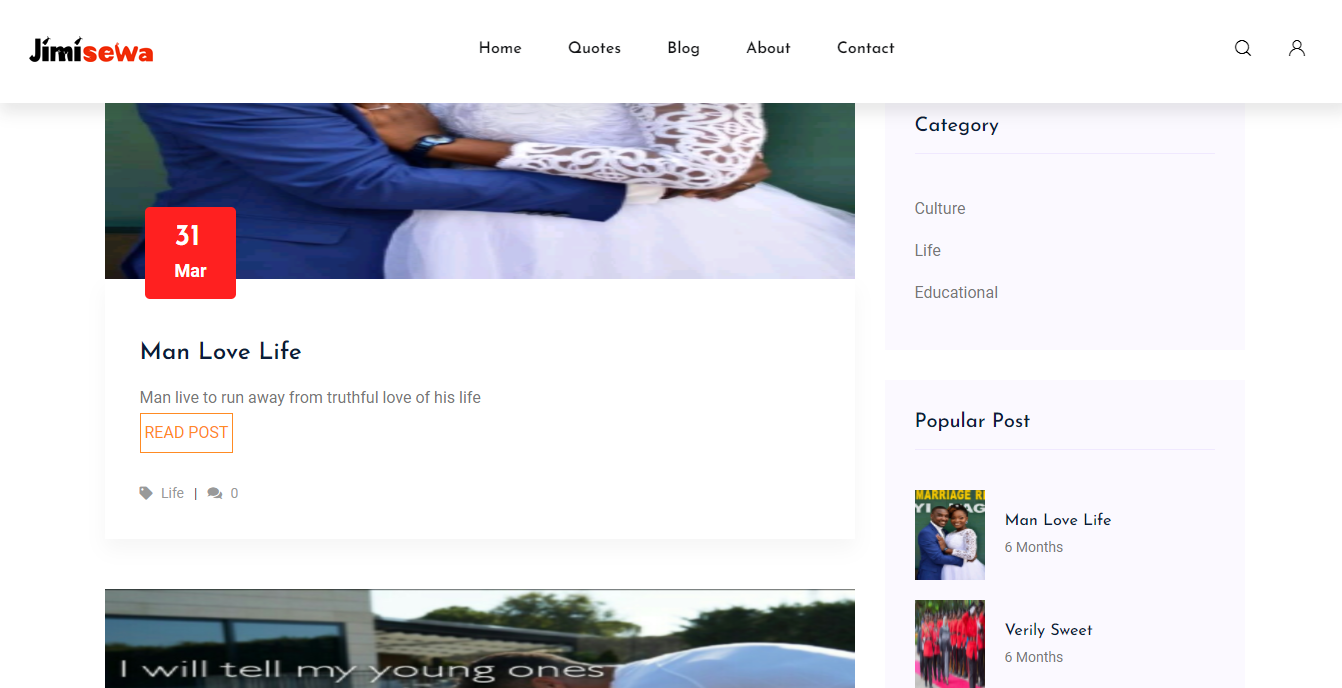 Jimisewa
Home Quotes Blog About Contact
31
Mar
Man Love Life
Man live to run away from truthful love of his life
READ POST
Life | 0
I will tell my young ones
Category
Culture
Life
Educational
Popular Post
MARRIAGE
Man Love Life
6 Months
Verily Sweet
6 Months